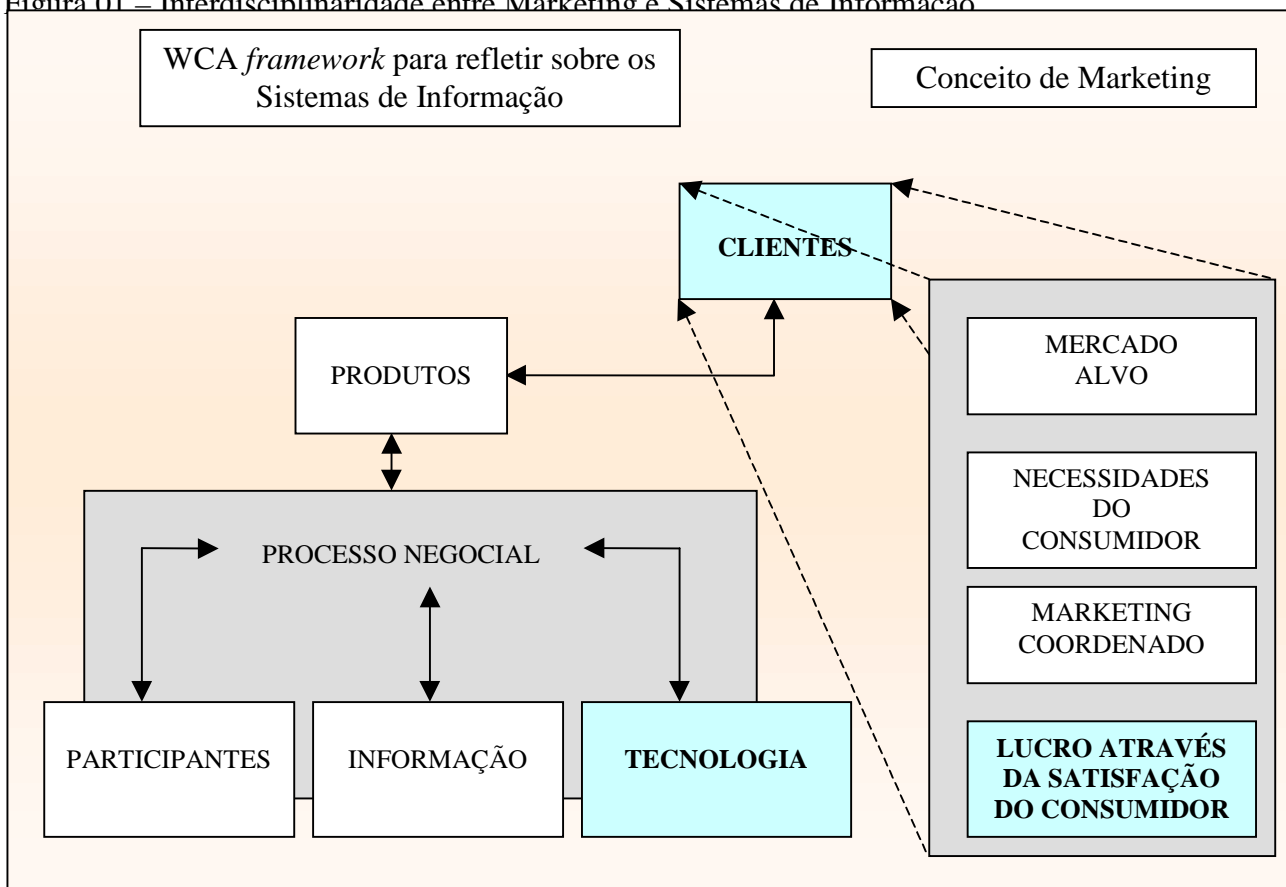 Figura 01 – Interdisciplinaridade entre Marketing e Sistemas de Informação
WCA framework para refletir sobre os
Sistemas de Informação
Conceito de Marketing
CLIENTES
PRODUTOS
MERCADO
ALVO
NECESSIDADES
DO
CONSUMIDOR
PROCESSO NEGOCIAL
MARKETING
COORDENADO
PARTICIPANTES
INFORMAÇÃO
TECNOLOGIA
LUCRO ATRAVÉS
DA SATISFAÇÃO
DO CONSUMIDOR